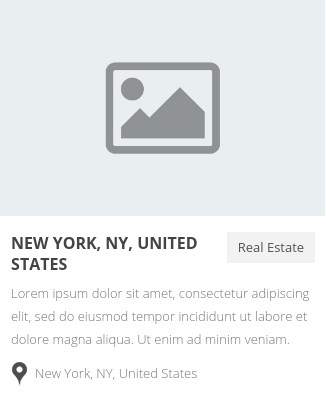 NEW YORK, NY, UNITED
STATES
Real Estate
Lorem ipsum dolor sit amet, consectetur adipiscing
elit, sed do eiusmod tempor incididunt ut labore et
dolore magna aliqua. Ut enim ad minim veniam.
New York, NY, United States